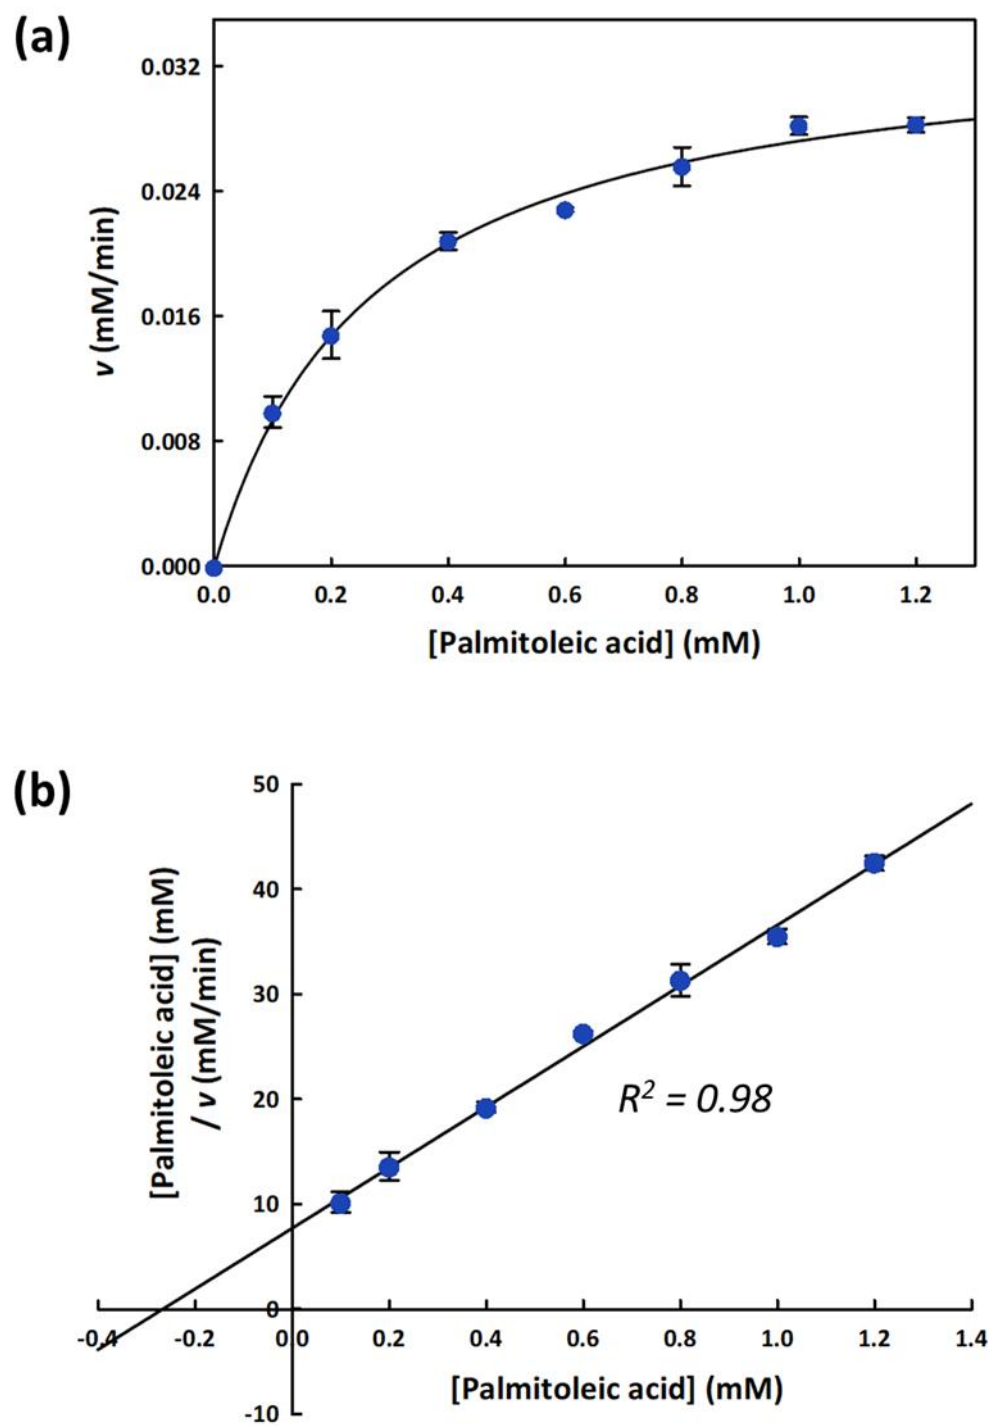 (a)
0.032
0.024
0.016
0.008
0.000
v (mM/min)
0.0 0.2 0.4 0.6 0.8 1.0 1.2
[Palmitoleic acid] (mM)
(b)
50
40
30
20
10
0
-10
[Palmitoleic acid] (mM)
/ v (mM/min)
R² = 0.98
-0.4 -0.2 0.0 0.2 0.4 0.6 0.8 1.0 1.2 1.4
[Palmitoleic acid] (mM)